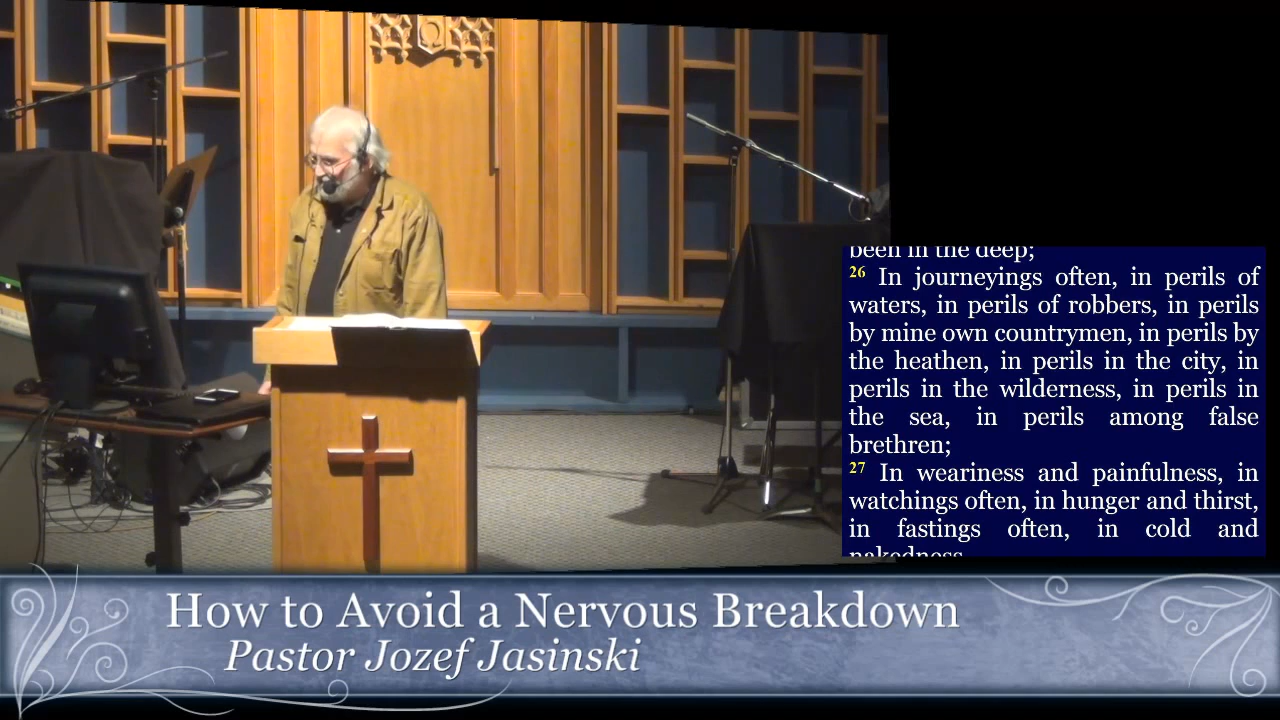 been in the deep;
26 In journeyings often, in perils of
waters, in perils of robbers, in perils
by mine own countrymen, in perils by
the heathen, in perils in the city, in
perils in the wilderness, in perils in
the sea, in perils among false
brethren;
27 In weariness and painfulness, in
watchings often, in hunger and thirst,
in fastings often, in cold and
nakedness
How to Avoid a Nervous Breakdown
Pastor Jozef Jasinski